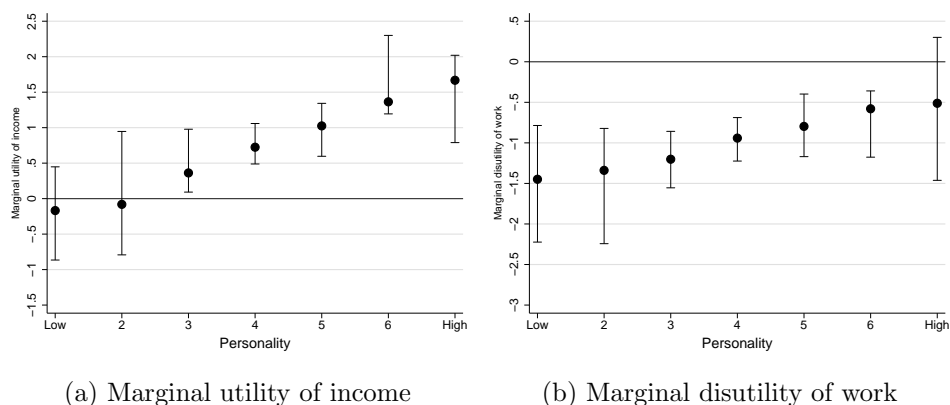 2.5
2
1.5
1
.5
0
-.5
-1
-1.5
Marginal utility of income
Low 2 3 4 5 6 High
Personality
.5
0
-.5
-1
-1.5
-2
-2.5
-3
Marginal disutility of work
Low 2 3 4 5 6 High
Personality
(a) Marginal utility of income
(b) Marginal disutility of work